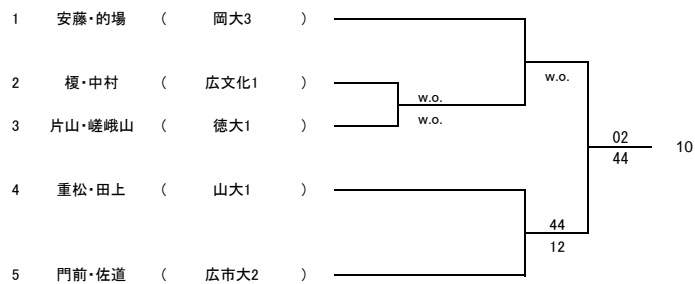 1 安藤・的場 ( 岡大3 )
w.o.
2 榎・中村 ( 広文化1 )
w.o.
w.o.
3 片山・嵯峨山 ( 徳大1 )
02
44
10
4 重松・田上 ( 山大1 )
44
12
5 門前・佐道 ( 広市大2 )